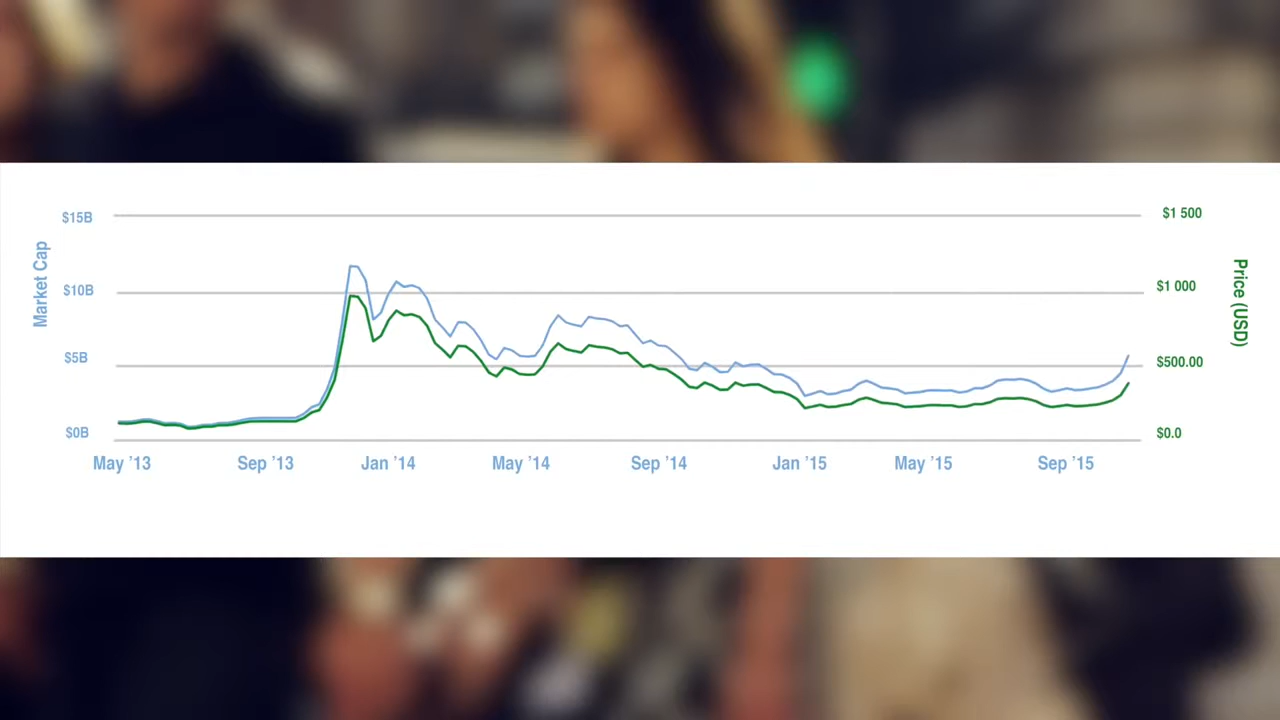 $15B
$1 500
Market Cap
$10B
$1 000
Price (USD)
$5B
$500.00
$0B
$0.0
May ’13
Sep ’13
Jan ’14
May ’14
Sep ’14
Jan ’15
May ’15
Sep ’15